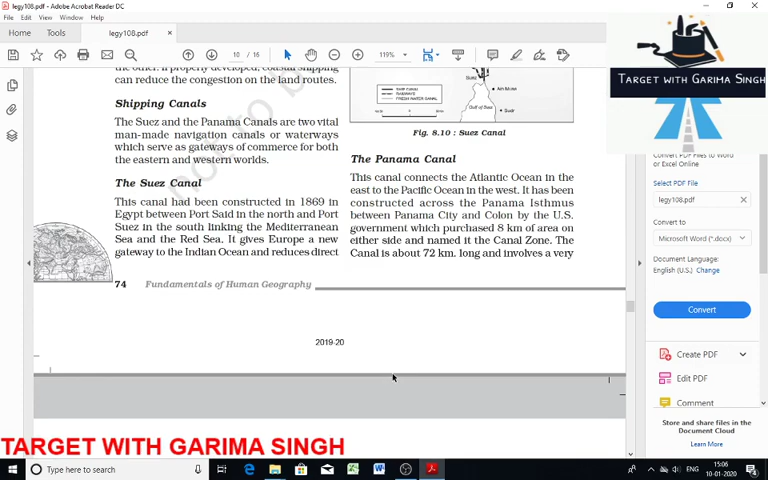 legy108.pdf - Adobe Acrobat Reader DC
File Edit View Window Help
Home Tools legy108.pdf ×
10 / 16 119%
the other. If properly developed, coastal shipping
can reduce the congestion on the land routes.
Shipping Canals
The Suez and the Panama Canals are two vital
man-made navigation canals or waterways
which serve as gateways of commerce for both
the eastern and western worlds.
The Suez Canal
This canal had been constructed in 1869 in
Egypt between Port Said in the north and Port
Suez in the south linking the Mediterranean
Sea and the Red Sea. It gives Europe a new
gateway to the Indian Ocean and reduces direct
not to b
Suez
Ain Musa
Gulf of Suez
Sudr
SHIP CANAL
RAILWAYS
FRESH WATER CANAL
Fig. 8.10 : Suez Canal
The Panama Canal
This canal connects the Atlantic Ocean in the
east to the Pacific Ocean in the west. It has been
constructed across the Panama Isthmus
between Panama City and Colon by the U.S.
government which purchased 8 km of area on
either side and named it the Canal Zone. The
Canal is about 72 km. long and involves a very
74 Fundamentals of Human Geography
2019-20
TARGET WITH GARIMA SINGH
Convert PDF files to Word
or Excel Online
Select PDF File
legy108.pdf
Convert to
Microsoft Word (*.docx)
Document Language:
English (U.S.) Change
Convert
Create PDF
Edit PDF
Comment
Store and share files in the
Document Cloud
Learn More
TARGET WITH GARIMA SINGH
Type here to search
ENG
15:06
10-01-2020
4